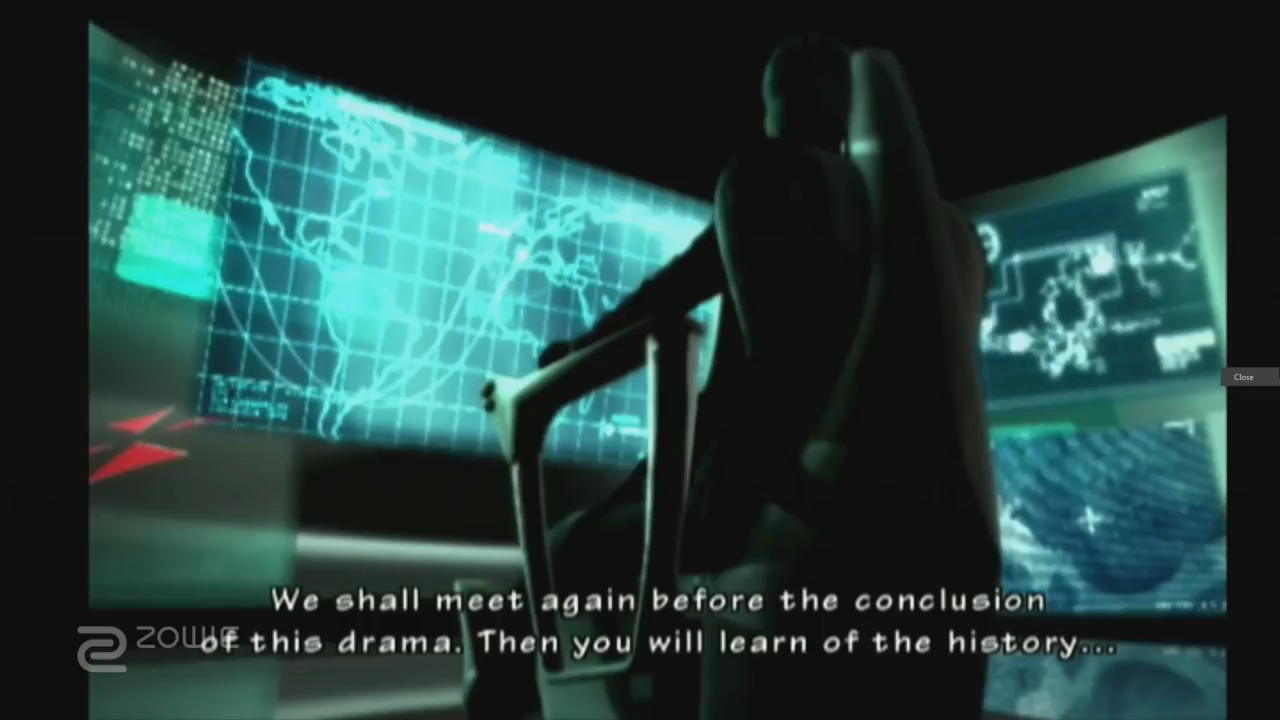 Close
We shall meet again before the conclusion
of this drama. Then you will learn of the history...
ZOWIE